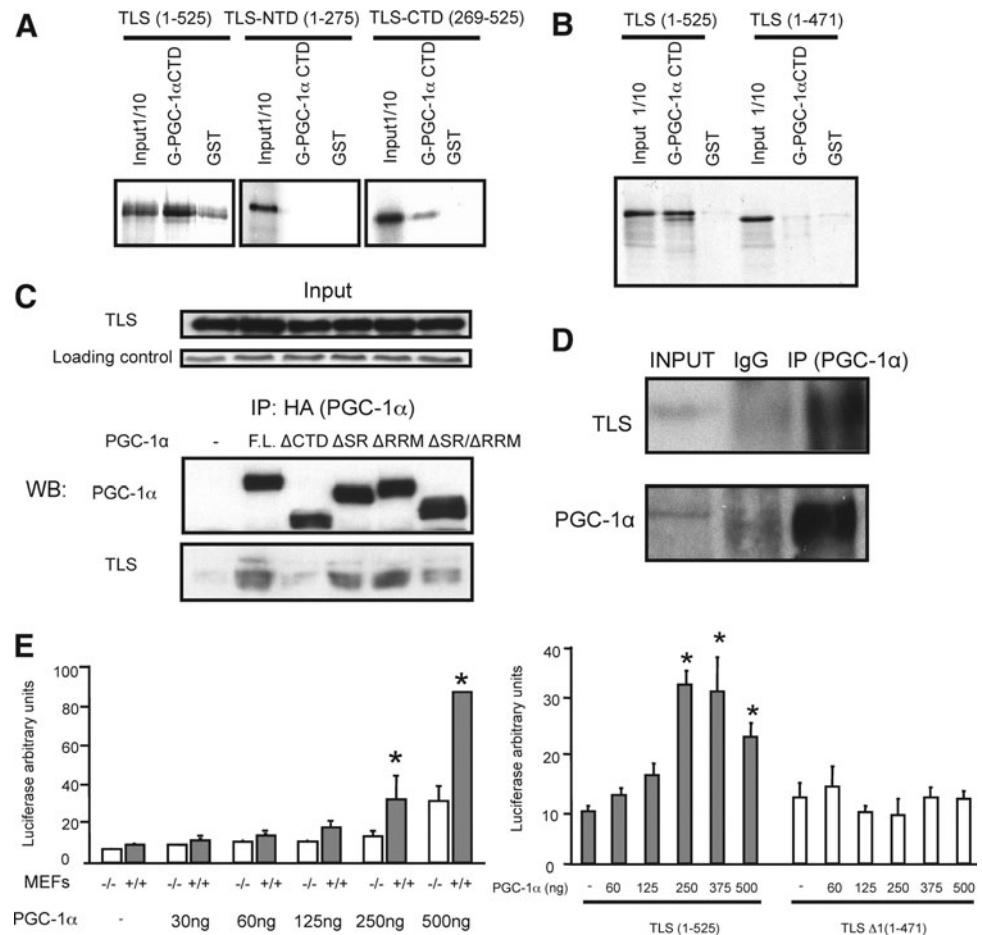 A
TLS (1-525) TLS-NTD (1-275) TLS-CTD (269-525)
Input1/10
G-PGC-1αCTD
GST
Input1/10
G-PGC-1α CTD
GST
Input1/10
G-PGC-1α CTD
GST
B
TLS (1-525) TLS (1-471)
Input 1/10
G-PGC-1αCTD
GST
Input 1/10
G-PGC-1αCTD
GST
C
Input
TLS
Loading control
IP: HA (PGC-1α)
PGC-1α - F.L. ΔCTD ΔSR ΔRRM ΔSR/ΔRRM
WB: PGC-1α
TLS
D
INPUT IgG IP (PGC-1α)
TLS
PGC-1α
E
Luciferase arbitrary units
100
80
60
40
20
0
* *
MEFs -/- +/+ -/- +/+ -/- +/+ -/- +/+ -/- +/+ -/- +/+
PGC-1α - 30ng 60ng 125ng 250ng 500ng
Luciferase arbitrary units
40
30
20
10
0
* * *
PGC-1α (ng) - 60 125 250 375 500 - 60 125 250 375 500
TLS (1-525) TLS Δ1(1-471)